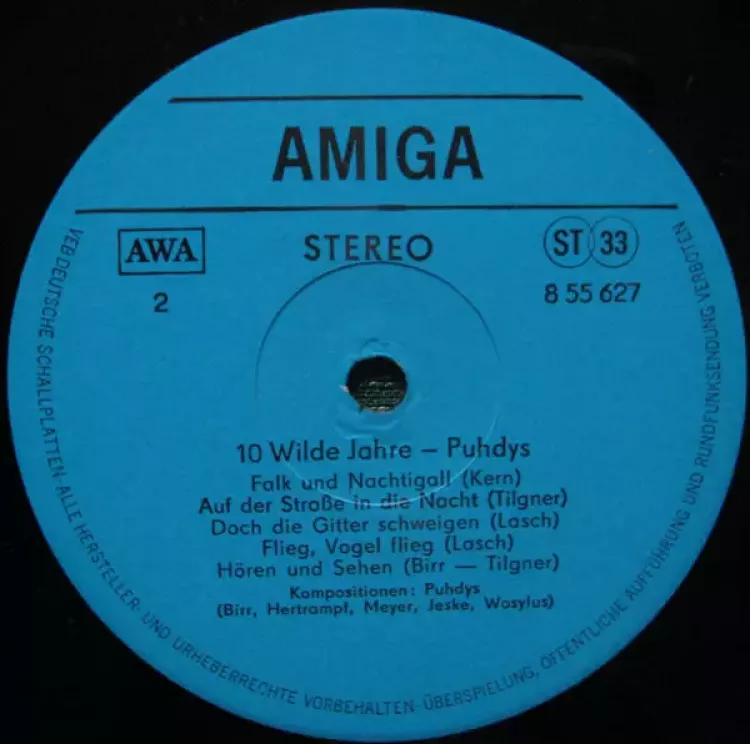 AMIGA
AWA
STEREO
ST 33
2
8 55 627
10 Wilde Jahre – Puhdys
Falk und Nachtigall (Kern)
Auf der Straße in die Nacht (Tilgner)
Doch die Gitter schweigen (Lasch)
Flieg, Vogel flieg (Lasch)
Hören und Sehen (Birr — Tilgner)
Kompositionen: Puhdys
(Birr, Hertrampf, Meyer, Jeske, Wosylus)
VEB DEUTSCHE SCHALLPLATTEN-ALLE HERSTELLER- UND URHEBERRECHTE VORBEHALTEN-ÜBERSPIELUNG, ÖFFENTLICHE AUFFÜHRUNG UND RUNDFUNKSENDUNG VERBOTEN